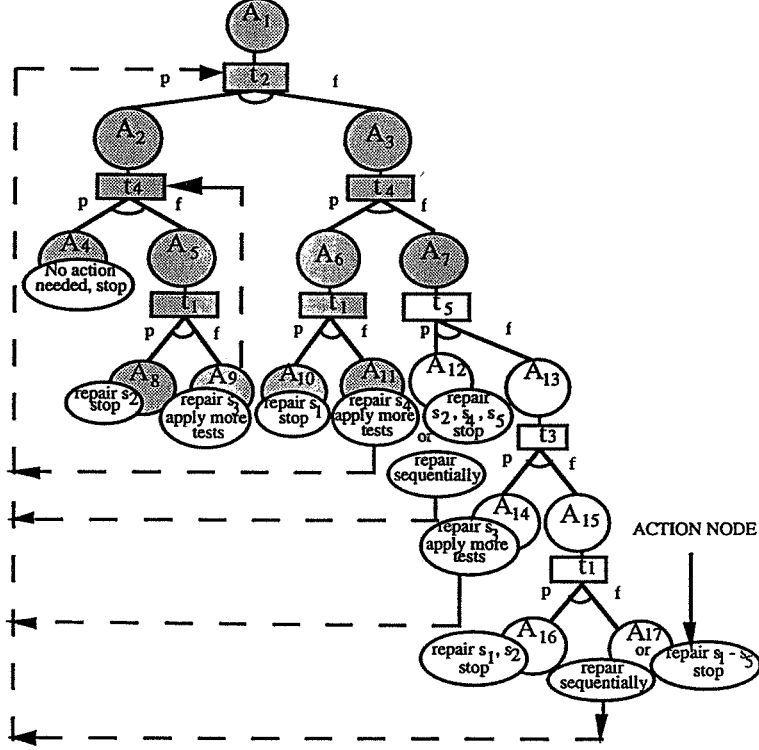 A1
p
t2
f
A2
A3
t4
t4
p
f
p
f
A4
A5
A6
A7
No action
needed, stop
t1
t1
t5
p
f
p
f
p
f
A8
A9
A10
A11
A12
A13
repair s2
stop
repair s3
apply more
tests
repair s1
stop
repair s4
apply more
tests
or
repair
s2, s4, s5
stop
t3
repair
sequentially
p
f
A14
A15
repair s3
apply more
tests
ACTION NODE
t1
p
f
A16
A17
or
repair s1, s2
stop
repair
sequentially
repair s1 - s5
stop